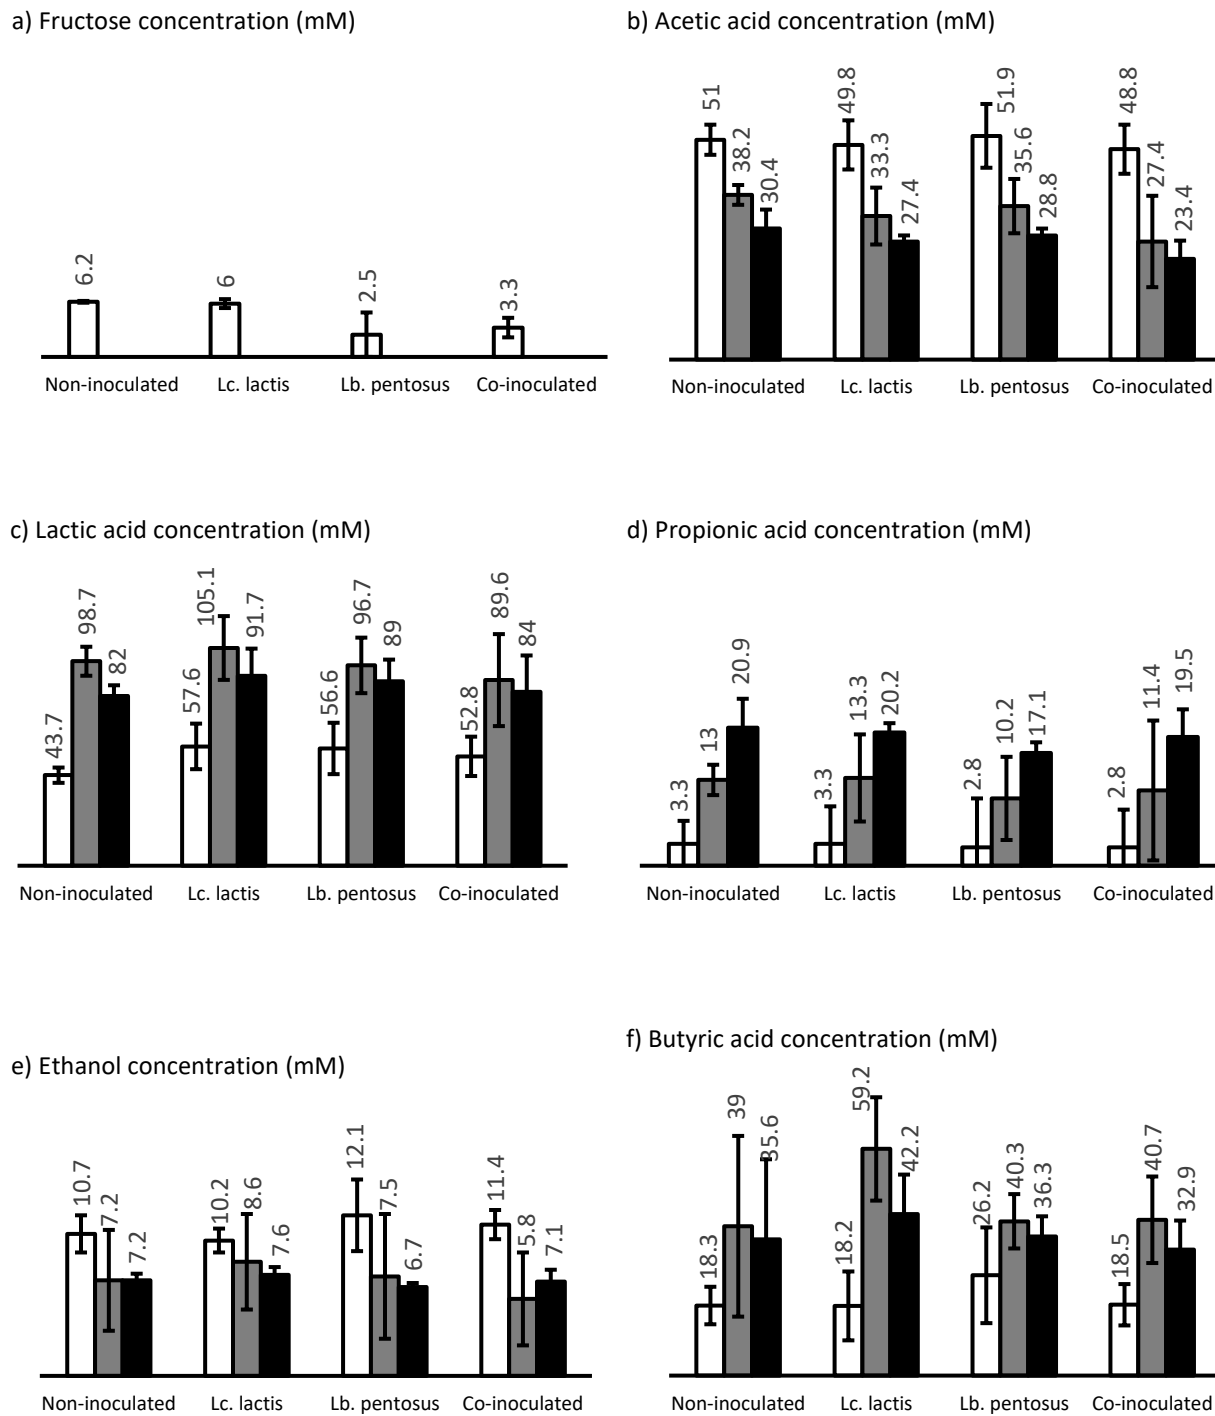 a) Fructose concentration (mM)
6.2
6
2.5
3.3
Non-inoculated Lc. lactis Lb. pentosus Co-inoculated
b) Acetic acid concentration (mM)
51 38.2 30.4
49.8 33.3 27.4
51.9 35.6 28.8
48.8 27.4 23.4
Non-inoculated Lc. lactis Lb. pentosus Co-inoculated
c) Lactic acid concentration (mM)
43.7 98.7 82
57.6 105.1 91.7
56.6 96.7 89
52.8 89.6 84
Non-inoculated Lc. lactis Lb. pentosus Co-inoculated
d) Propionic acid concentration (mM)
3.3 13 20.9
3.3 13.3 20.2
2.8 10.2 17.1
2.8 11.4 19.5
Non-inoculated Lc. lactis Lb. pentosus Co-inoculated
e) Ethanol concentration (mM)
10.7 7.2 7.2
10.2 8.6 7.6
12.1 7.5 6.7
11.4 5.8 7.1
Non-inoculated Lc. lactis Lb. pentosus Co-inoculated
f) Butyric acid concentration (mM)
18.3 39 35.6
18.2 59.2 42.2
26.2 40.3 36.3
18.5 40.7 32.9
Non-inoculated Lc. lactis Lb. pentosus Co-inoculated